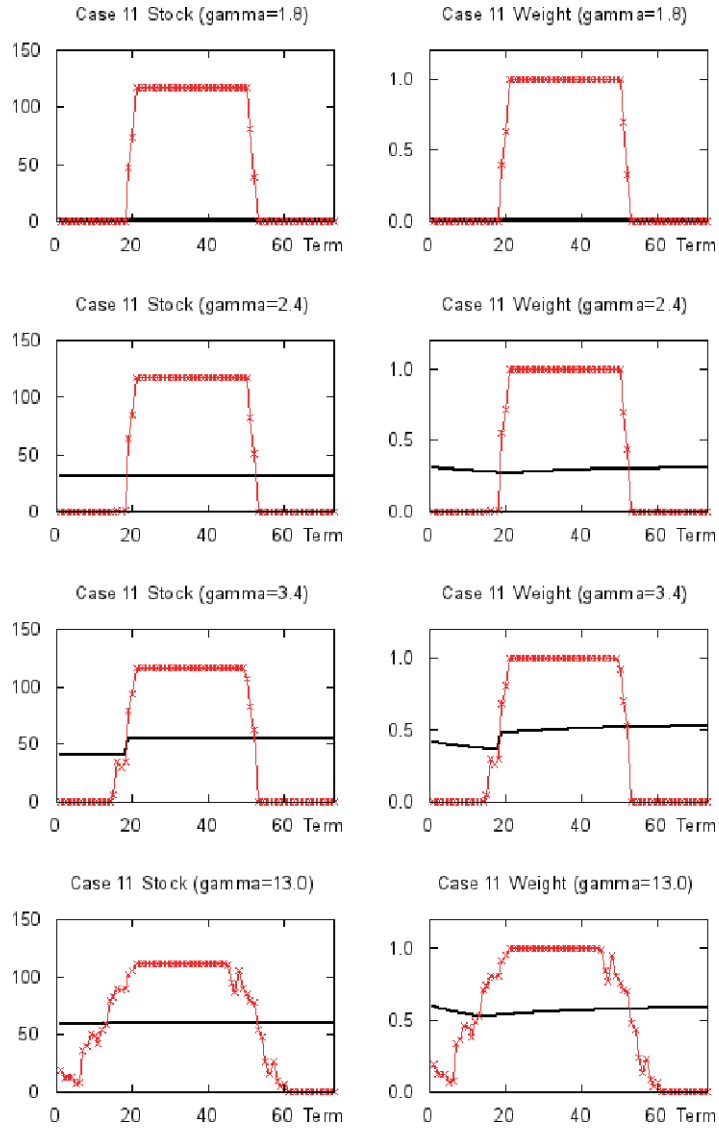 Case 11 Stock (gamma=1.8)
150
100
50
0
0 20 40 60 Term
Case 11 Weight (gamma=1.8)
1.0
0.5
0.0
0 20 40 60 Term
Case 11 Stock (gamma=2.4)
150
100
50
0
0 20 40 60 Term
Case 11 Weight (gamma=2.4)
1.0
0.5
0.0
0 20 40 60 Term
Case 11 Stock (gamma=3.4)
150
100
50
0
0 20 40 60 Term
Case 11 Weight (gamma=3.4)
1.0
0.5
0.0
0 20 40 60 Term
Case 11 Stock (gamma=13.0)
150
100
50
0
0 20 40 60 Term
Case 11 Weight (gamma=13.0)
1.0
0.5
0.0
0 20 40 60 Term